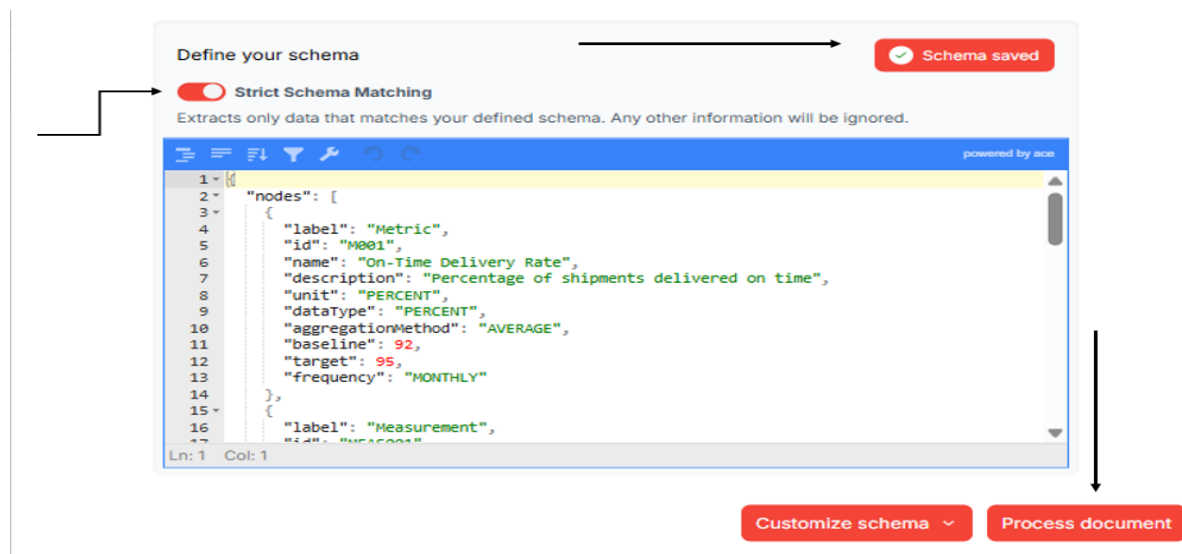 Define your schema
Schema saved
Strict Schema Matching
Extracts only data that matches your defined schema. Any other information will be ignored.
powered by ace
1 {
2 "nodes": [
3 {
4 "label": "Metric",
5 "id": "M001",
6 "name": "On-Time Delivery Rate",
7 "description": "Percentage of shipments delivered on time",
8 "unit": "PERCENT",
9 "dataType": "PERCENT",
10 "aggregationMethod": "AVERAGE",
11 "baseline": 92,
12 "target": 95,
13 "frequency": "MONTHLY"
14 },
15 {
16 "label": "Measurement",
17 "id": "MEAS001"
Ln: 1 Col: 1
Customize schema
Process document